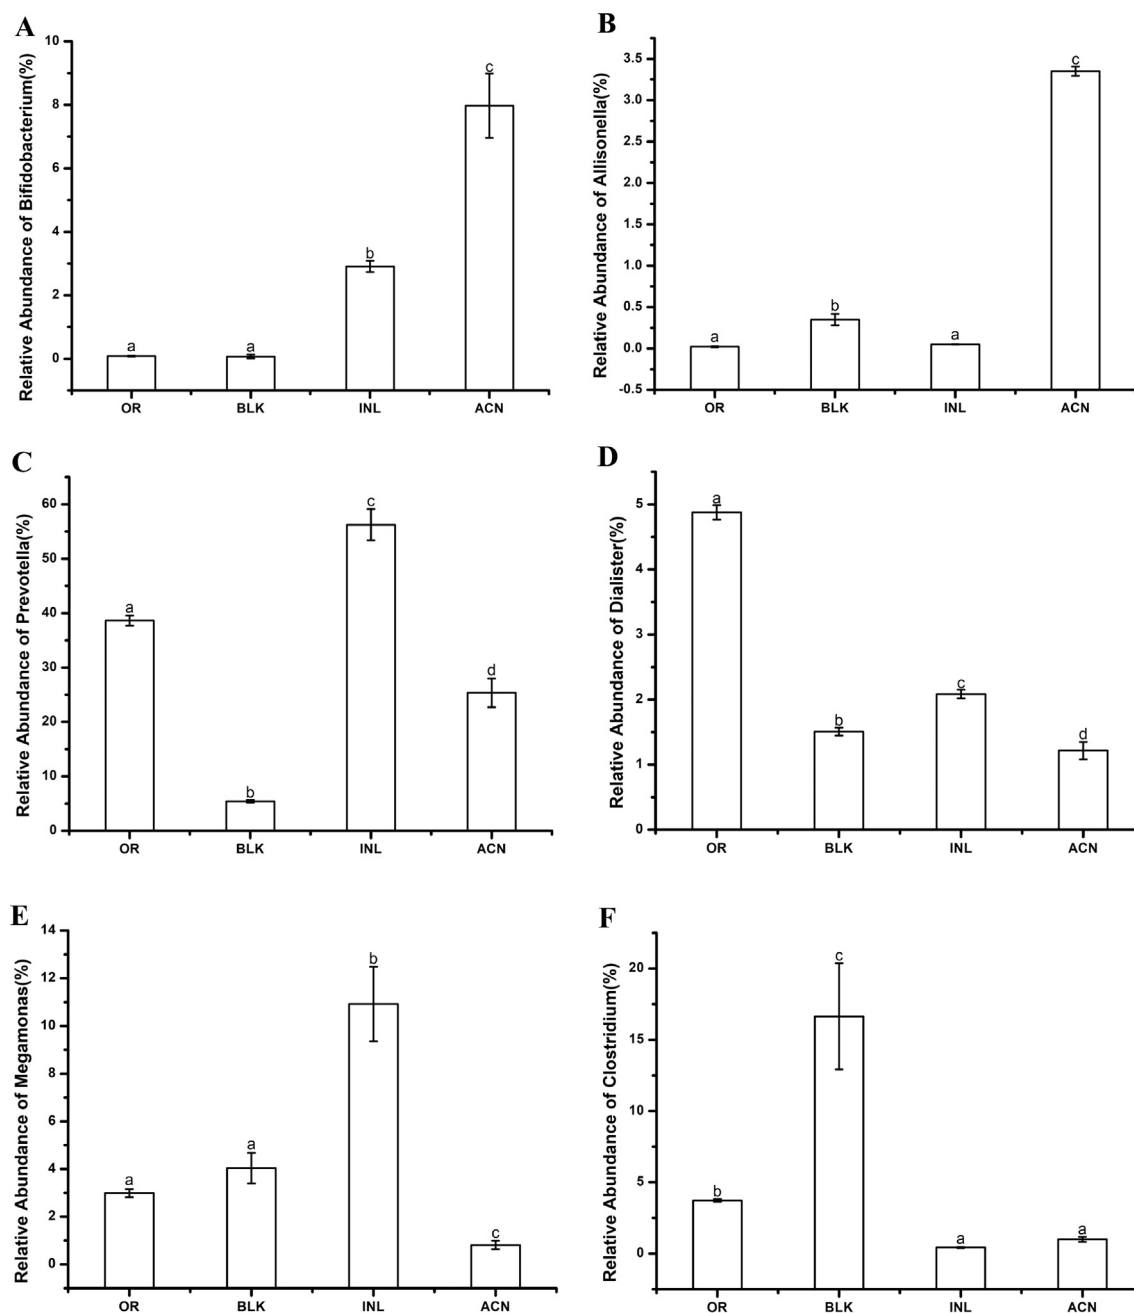 A
Relative Abundance of Bifidobacterium(%)
10
8
6
4
2
0
a
a
b
c
OR BLK INL ACN
B
Relative Abundance of Allisonella(%)
3.5
3.0
2.5
2.0
1.5
1.0
0.5
0.0
-0.5
a
b
a
c
OR BLK INL ACN
C
Relative Abundance of Prevotella(%)
60
50
40
30
20
10
0
a
b
c
d
OR BLK INL ACN
D
Relative Abundance of Dialister(%)
5
4
3
2
1
0
a
b
c
d
OR BLK INL ACN
E
Relative Abundance of Megamonas(%)
14
12
10
8
6
4
2
0
a
a
b
c
OR BLK INL ACN
F
Relative Abundance of Clostridium(%)
20
15
10
5
0
b
c
a
a
OR BLK INL ACN